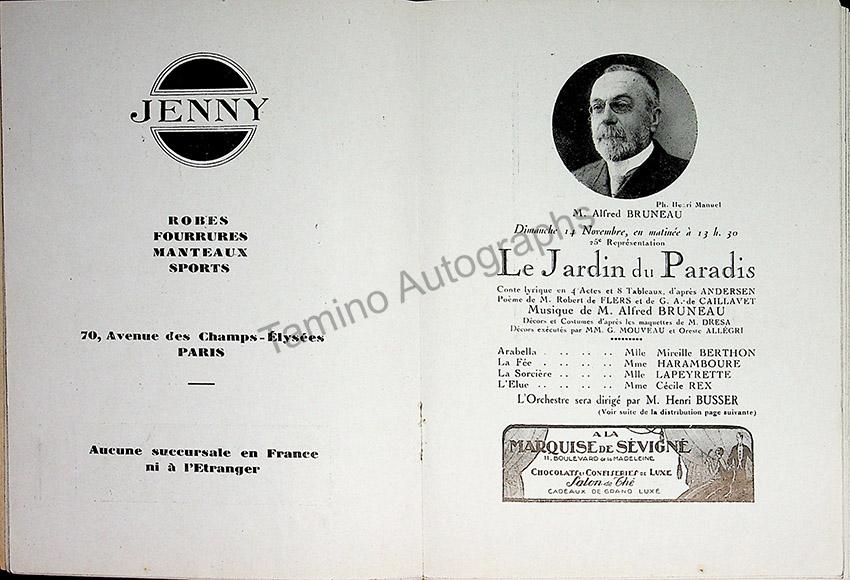 JENNY
ROBES
FOURRURES
MANTEAUX
SPORTS
70, Avenue des Champs-Élysées
PARIS
Aucune succursale en France
ni à l'Etranger
Ph. Henri Manuel
M. Alfred BRUNEAU
Dimanche 14 Novembre, en matinée à 13 h. 30
25e Représentation
Le Jardin du Paradis
Conte lyrique en 4 Actes et 8 Tableaux, d'après ANDERSEN
Poème de M. Robert de FLERS et de G. A. de CAILLAVET
Musique de M. Alfred BRUNEAU
Décors et Costumes d'après les maquettes de M. DRESA
Décors exécutés par MM. G. MOUVEAU et Oreste ALLÉGRI
Arabella . . . . . . Mlle Mireille BERTHON
La Fée . . . . . . Mme HARAMBOURE
La Sorcière . . . . . Mlle LAPEYRETTE
L'Elue . . . . . . . Mme Cécile REX
L'Orchestre sera dirigé par M. Henri BUSSER
(Voir suite de la distribution page suivante)
A LA
MARQUISE DE SÉVIGNÉ
11, BOULEVARD de la MADELEINE
CHOCOLATS et CONFISERIES DE LUXE
Salon de Thé
CADEAUX DE GRAND LUXE
Tamino Autographs